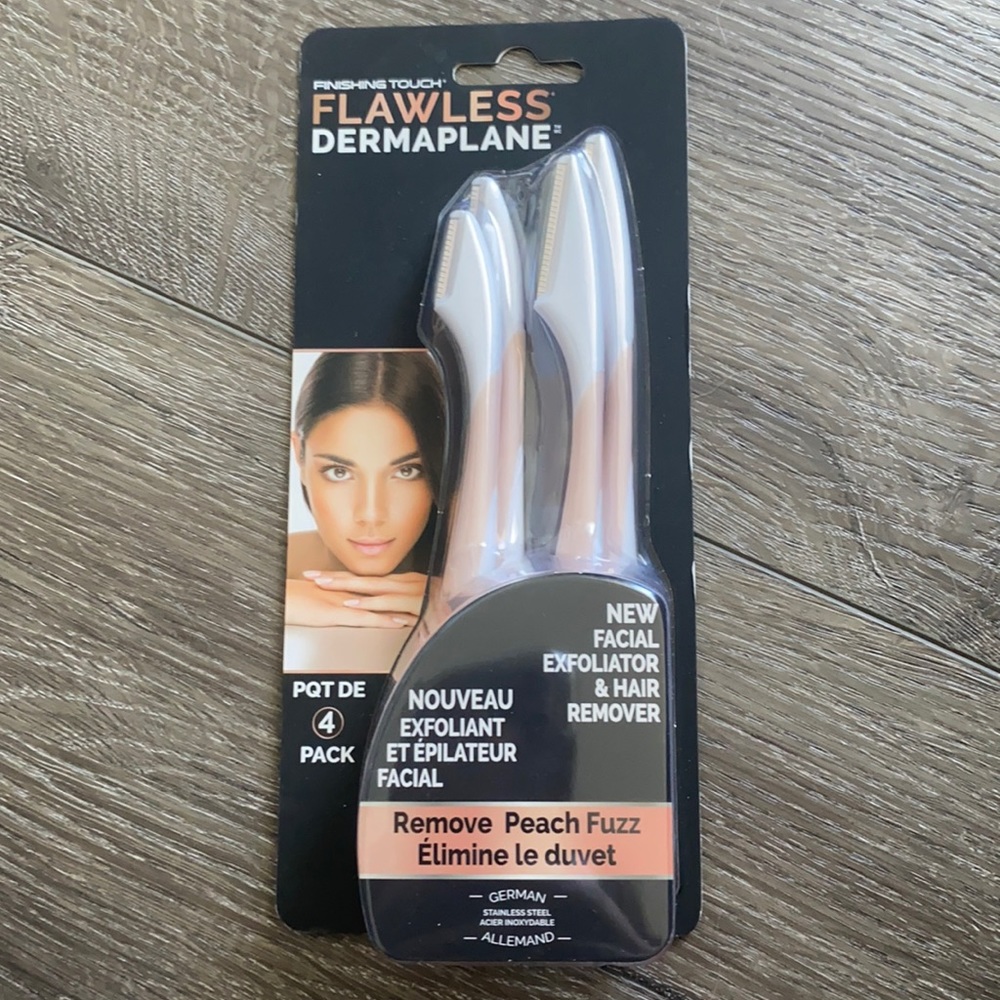 FINISHING TOUCH
FLAWLESS
DERMAPLANE
PQT DE
4
PACK
NEW
FACIAL
EXFOLIATOR
& HAIR
REMOVER
NOUVEAU
EXFOLIANT
ET ÉPILATEUR
FACIAL
Remove Peach Fuzz
Élimine le duvet
— GERMAN —
STAINLESS STEEL
ACIER INOXYDABLE
— ALLEMAND —